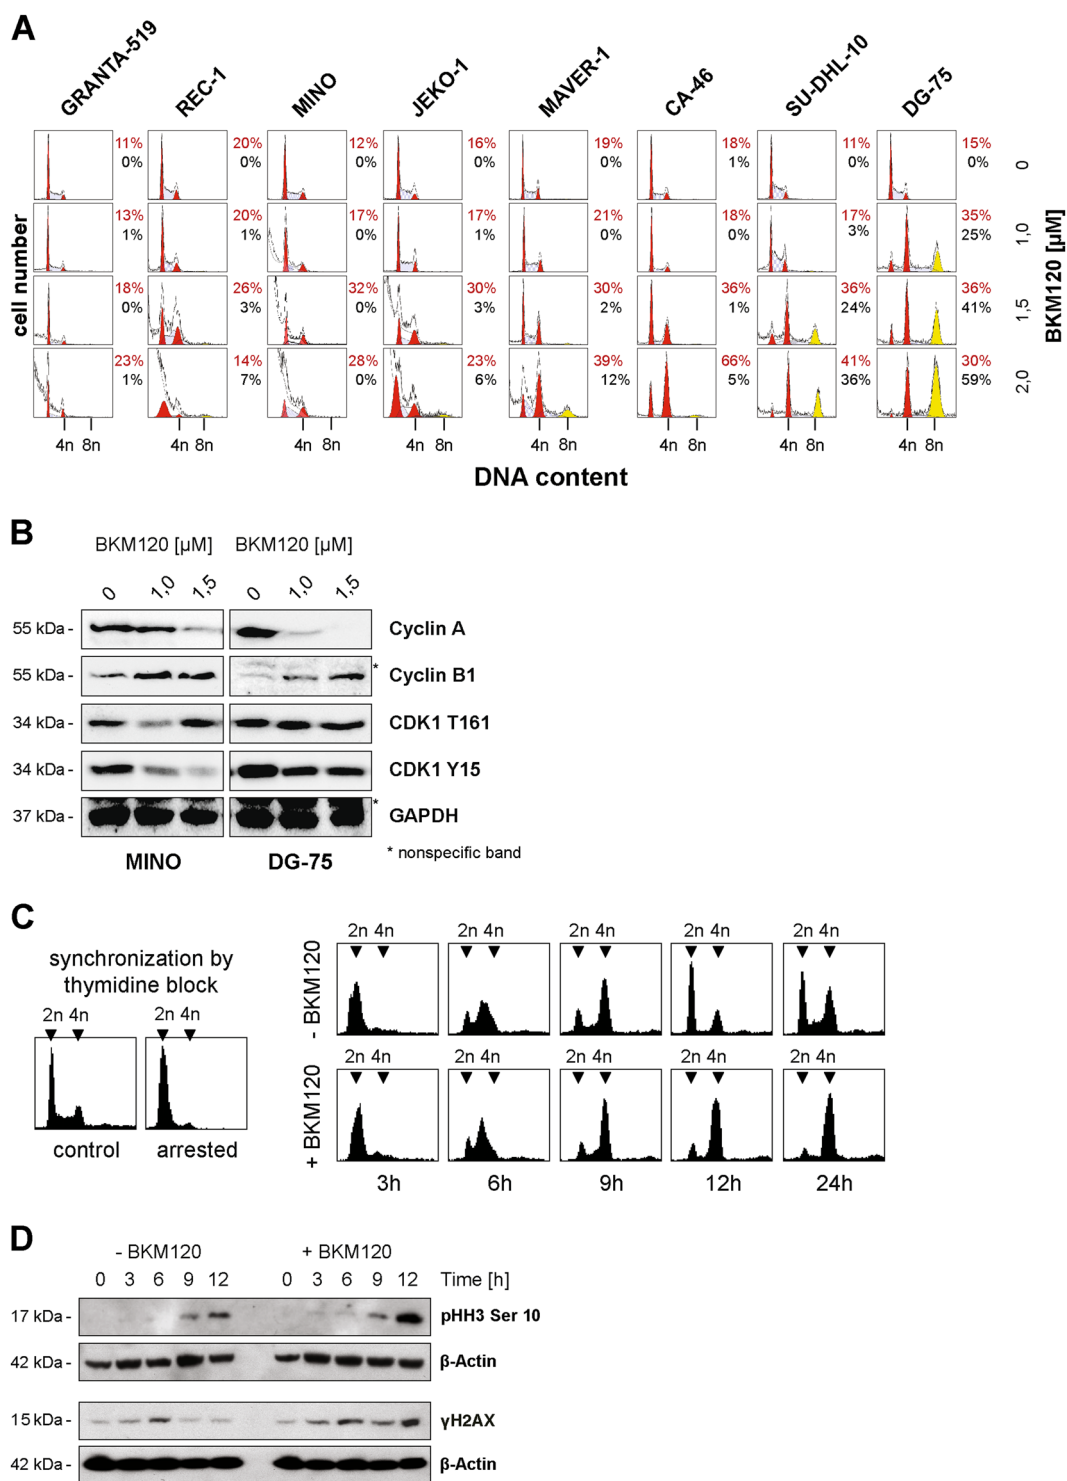 A
GRANTA-519 REC-1 MINO JEKO-1 MAVER-1 CA-46 SU-DHL-10 DG-75
11% 20% 12% 16% 19% 18% 11% 15%
0% 0% 0% 0% 0% 1% 0% 0%
0
13% 20% 17% 17% 21% 18% 17% 35%
1% 1% 0% 1% 0% 0% 3% 25%
1,0
18% 26% 32% 30% 30% 36% 36% 36%
0% 3% 0% 3% 2% 1% 24% 41%
1,5
23% 14% 28% 23% 39% 66% 41% 30%
1% 7% 0% 6% 12% 5% 36% 59%
2,0
cell number
BKM120 [µM]
4n 8n 4n 8n 4n 8n 4n 8n 4n 8n 4n 8n 4n 8n 4n 8n
DNA content
B
BKM120 [µM] BKM120 [µM]
0 1,0 1,5 0 1,0 1,5
55 kDa - Cyclin A
55 kDa - * Cyclin B1
34 kDa - CDK1 T161
34 kDa - CDK1 Y15
37 kDa - * GAPDH
MINO DG-75
* nonspecific band
C
synchronization by
thymidine block
2n 4n 2n 4n
control arrested
- BKM120
2n 4n 2n 4n 2n 4n 2n 4n 2n 4n
+ BKM120
2n 4n 2n 4n 2n 4n 2n 4n 2n 4n
3h 6h 9h 12h 24h
D
- BKM120 + BKM120
0 3 6 9 12 0 3 6 9 12 Time [h]
17 kDa - pHH3 Ser 10
42 kDa - β-Actin
15 kDa - γH2AX
42 kDa - β-Actin